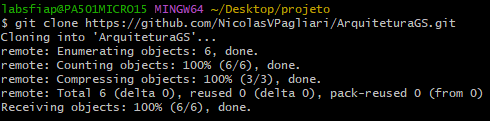 labsfiap@PA501MICRO15 MINGW64 ~/Desktop/projeto
$ git clone https://github.com/NicolasVPagliari/ArquiteturaGS.git
Cloning into 'ArquiteturaGS'...
remote: Enumerating objects: 6, done.
remote: Counting objects: 100% (6/6), done.
remote: Compressing objects: 100% (3/3), done.
remote: Total 6 (delta 0), reused 0 (delta 0), pack-reused 0 (from 0)
Receiving objects: 100% (6/6), done.